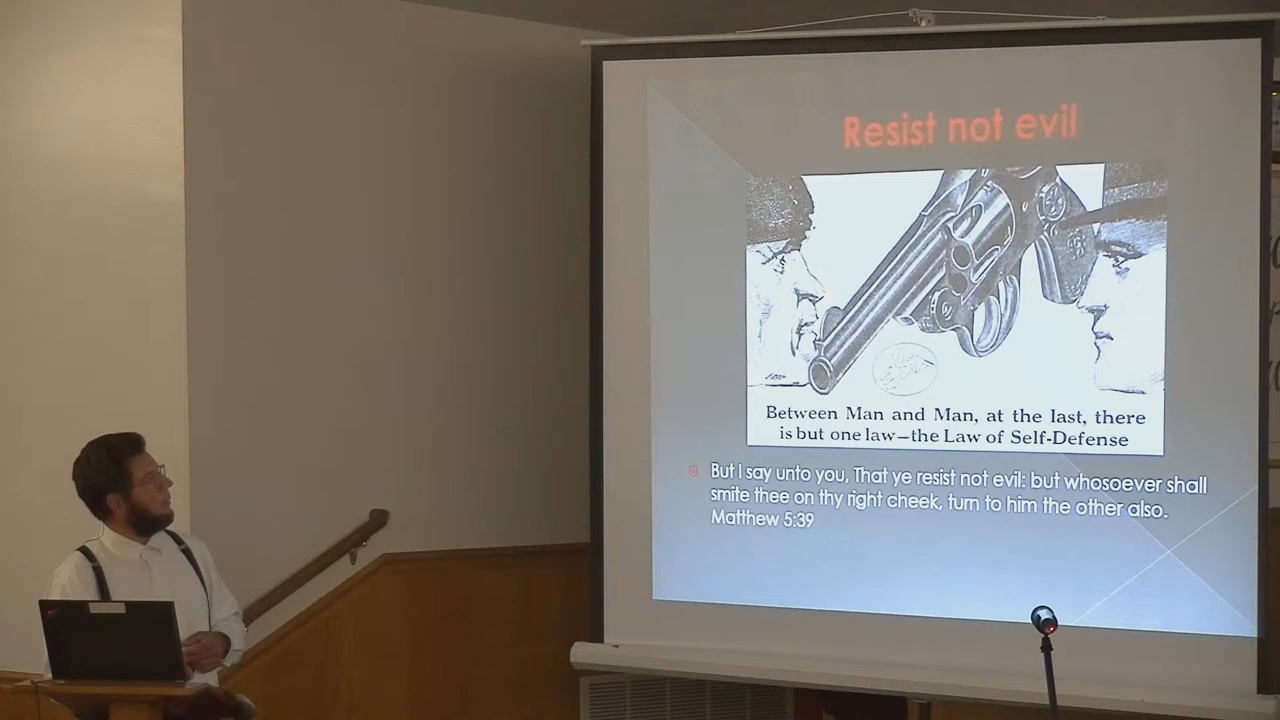 Resist not evil
Between Man and Man, at the last, there
is but one law—the Law of Self-Defense
But I say unto you, That ye resist not evil: but whosoever shall
smite thee on thy right cheek, turn to him the other also.
Matthew 5:39